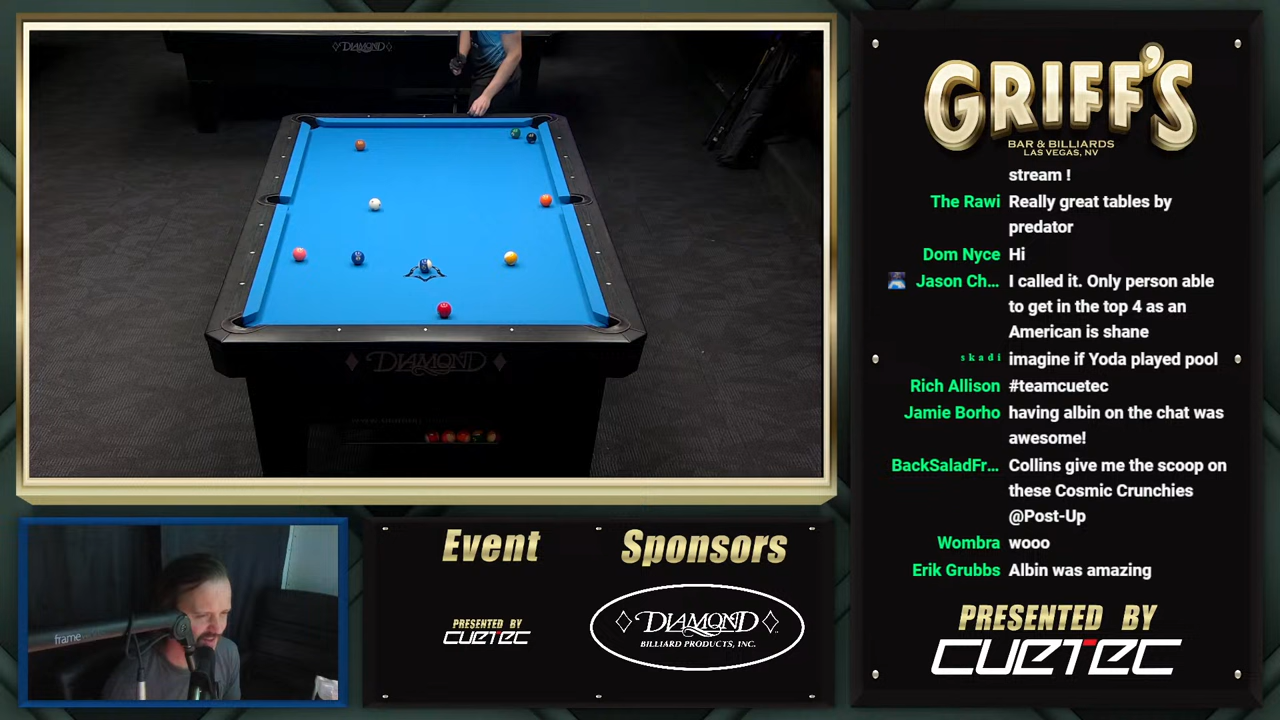 DIAMOND
DIAMOND
frame
Event
Sponsors
PRESENTED BY
CUETEC
DIAMOND
BILLIARD PRODUCTS, INC.
GRIFF'S
BAR & BILLIARDS
LAS VEGAS, NV
stream !
The Rawi Really great tables by
predator
Dom Nyce Hi
Jason Ch... I called it. Only person able
to get in the top 4 as an
American is shane
skadi imagine if Yoda played pool
Rich Allison #teamcuetec
Jamie Borho having albin on the chat was
awesome!
BackSaladFr... Collins give me the scoop on
these Cosmic Crunchies
@Post-Up
Wombra wooo
Erik Grubbs Albin was amazing
PRESENTED BY
CUETEC